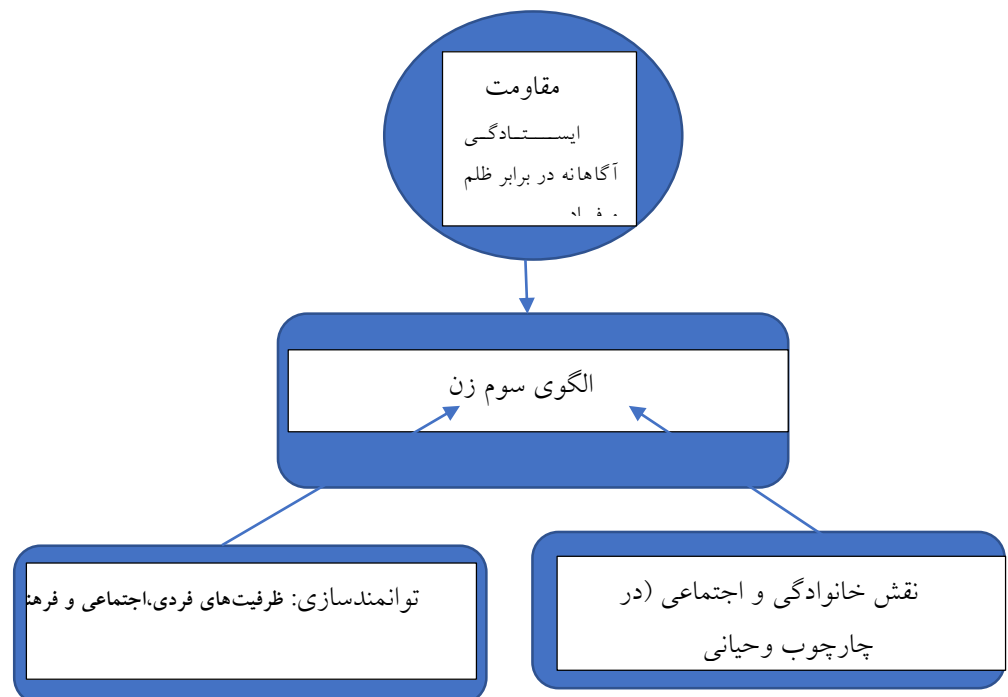 مقاومت
ایستادگی
آگاهانه در برابر ظلم
الگوی سوم زن
توانمندسازی: ظرفیت‌های فردی،اجتماعی و
نقش خانوادگی و اجتماعی (در
چارچوب وحیانی